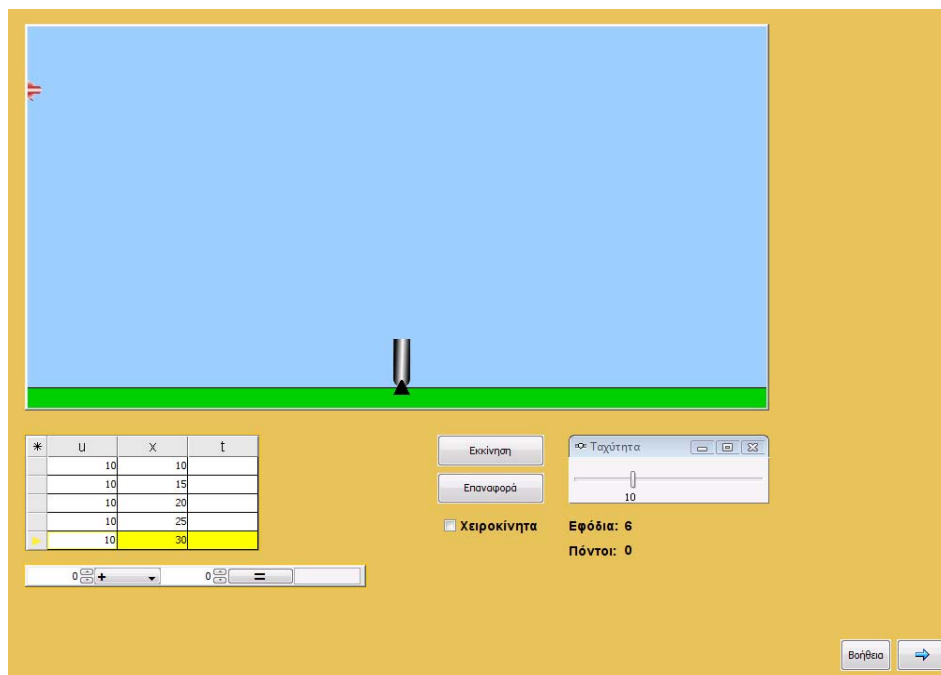 * u x t
10 10
10 15
10 20
10 25
10 30
0 + 0 =
Εκκίνηση
Επαναφορά
Χειροκίνητα
Ταχύτητα
10
Εφόδια: 6
Πόντοι: 0
Βοήθεια